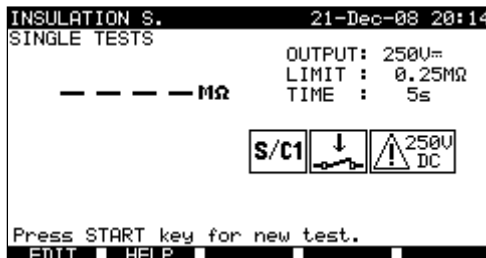 INSULATION S. 21-Dec-08 20:14
SINGLE TESTS
OUTPUT: 250V⎓
LIMIT : 0.25MΩ
– – – – MΩ
TIME : 5s
S/C1
250V
DC
Press START key for new test.
EDIT HELP